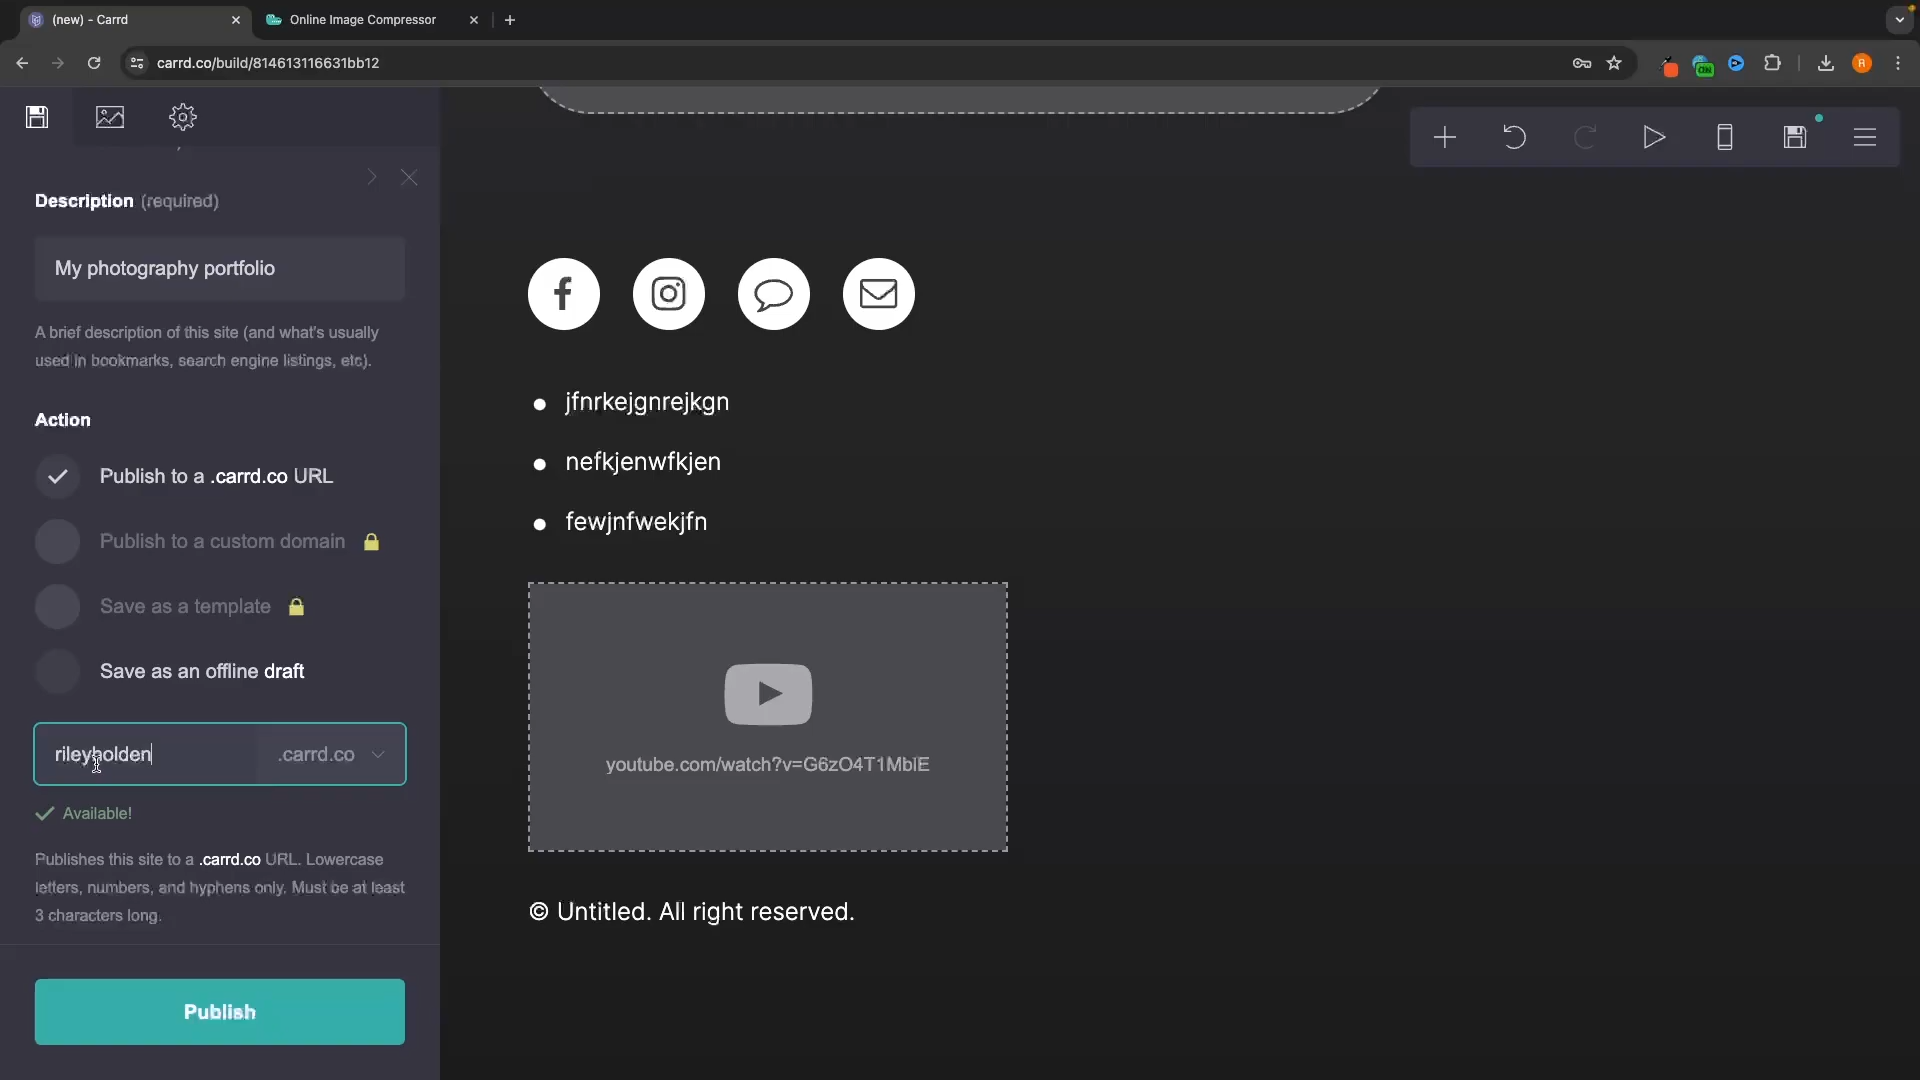 (new) - Carrd
Online Image Compressor
carrd.co/build/814613116631bb12
R
Description (required)
My photography portfolio
A brief description of this site (and what's usually
used in bookmarks, search engine listings, etc).
Action
Publish to a .carrd.co URL
Publish to a custom domain
Save as a template
Save as an offline draft
rileyholden
.carrd.co
Available!
Publishes this site to a .carrd.co URL. Lowercase
letters, numbers, and hyphens only. Must be at least
3 characters long.
Publish
jfnrkejgnrejkgn
nefkjenwfkjen
fewjnfwekjfn
youtube.com/watch?v=G6zO4T1MblE
© Untitled. All right reserved.